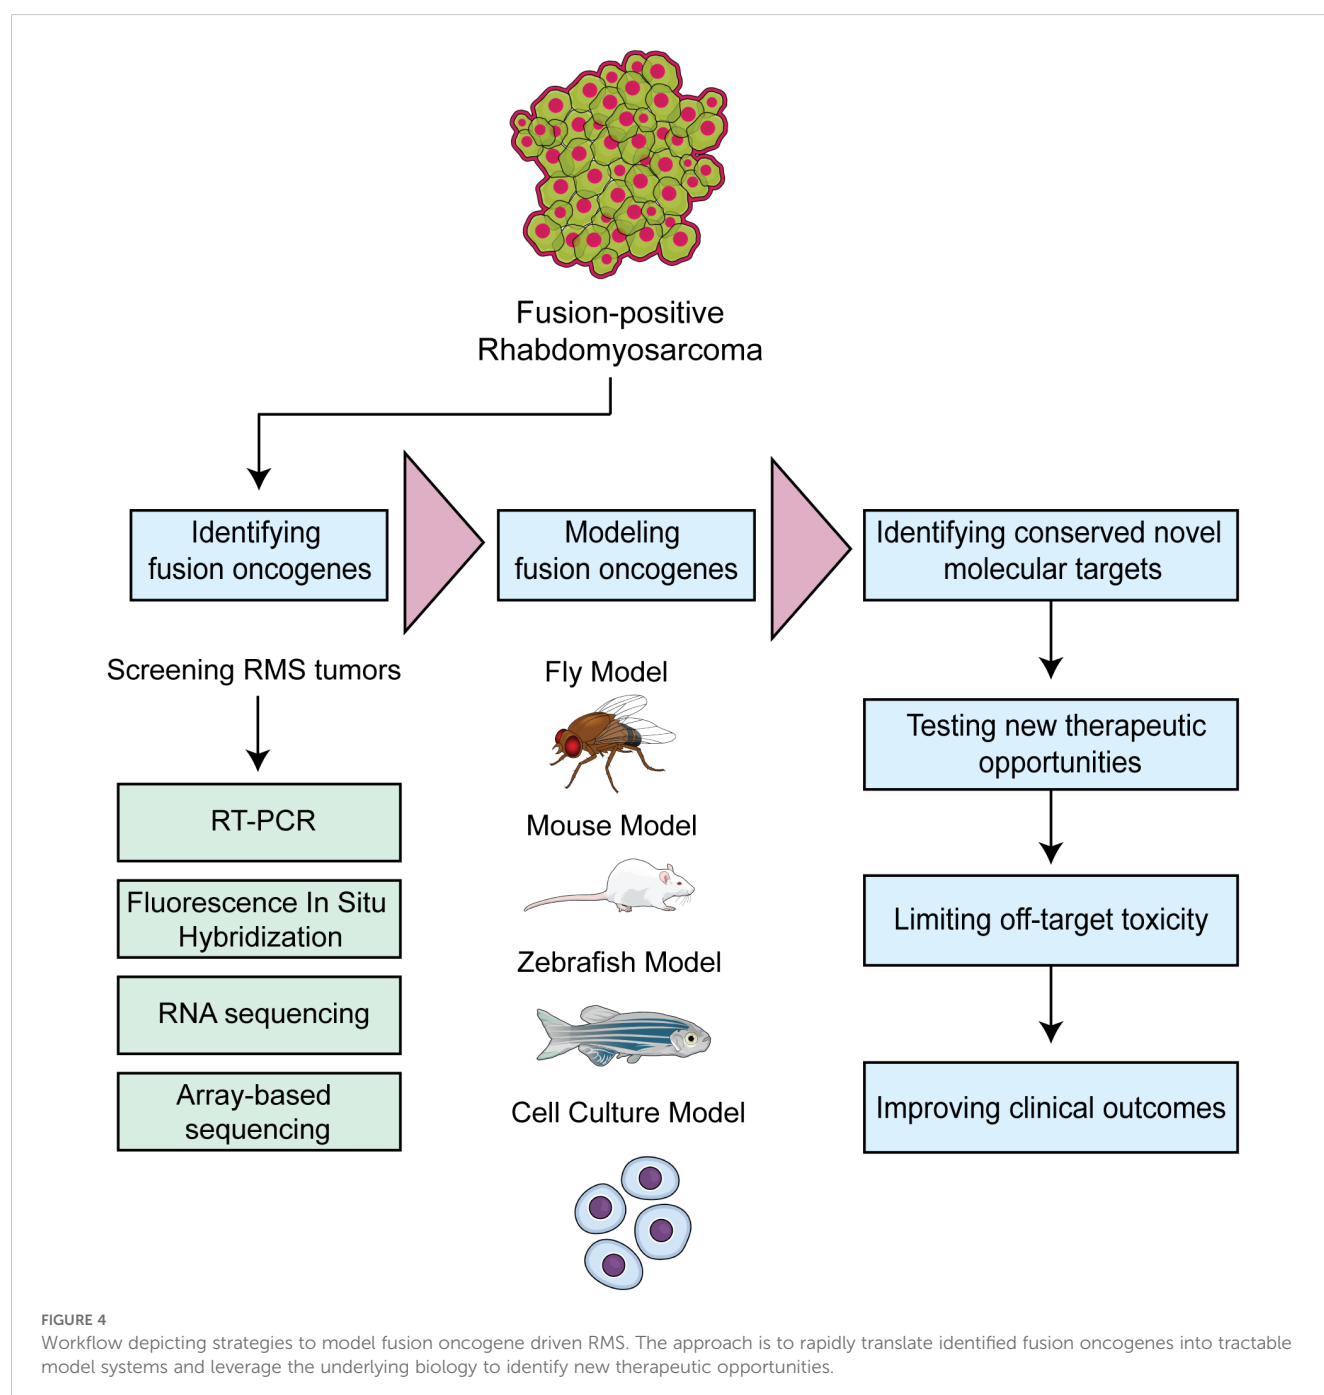 Fusion-positive
Rhabdomyosarcoma
Identifying
fusion oncogenes
Modeling
fusion oncogenes
Identifying conserved novel
molecular targets
Screening RMS tumors
RT-PCR
Fluorescence In Situ
Hybridization
RNA sequencing
Array-based
sequencing
Fly Model
Mouse Model
Zebrafish Model
Cell Culture Model
Testing new therapeutic
opportunities
Limiting off-target toxicity
Improving clinical outcomes
FIGURE 4
Workflow depicting strategies to model fusion oncogene driven RMS. The approach is to rapidly translate identified fusion oncogenes into tractable
model systems and leverage the underlying biology to identify new therapeutic opportunities.